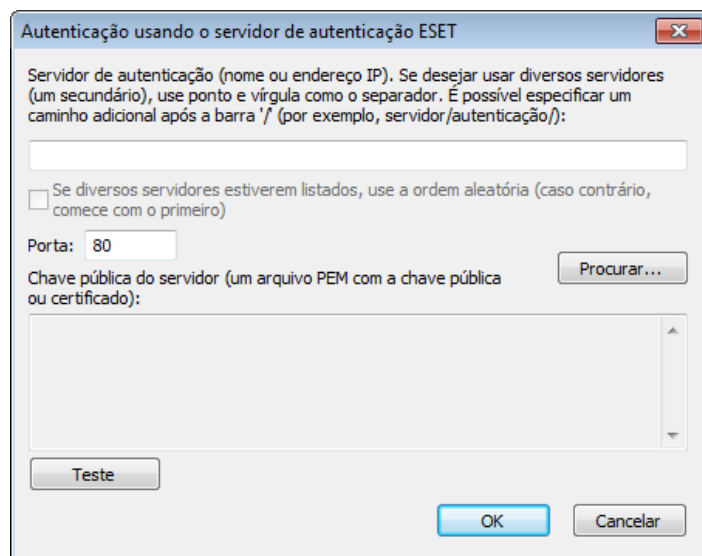 Autenticação usando o servidor de autenticação ESET
Servidor de autenticação (nome ou endereço IP). Se desejar usar diversos servidores
(um secundário), use ponto e vírgula como o separador. É possível especificar um
caminho adicional após a barra '/' (por exemplo, servidor/autenticação/):
Se diversos servidores estiverem listados, use a ordem aleatória (caso contrário,
comece com o primeiro)
Porta: 80
Procurar...
Chave pública do servidor (um arquivo PEM com a chave pública
ou certificado):
Teste
OK
Cancelar